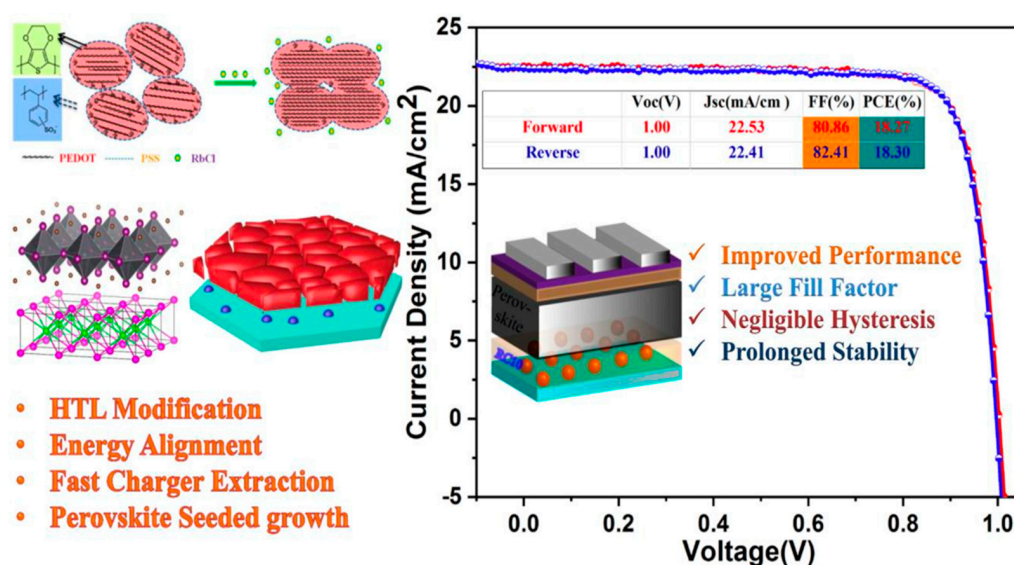 O O
S
SO₃⁻
PEDOT PSS RbCl
• HTL Modification
• Energy Alignment
• Fast Charger Extraction
• Perovskite Seeded growth
Current Density (mA/cm²)
25
20
15
10
5
0
-5
Voc(V) Jsc(mA/cm ) FF(%) PCE(%)
Forward 1.00 22.53 80.86 18.27
Reverse 1.00 22.41 82.41 18.30
Perov-
skite
✓ Improved Performance
✓ Large Fill Factor
✓ Negligible Hysteresis
✓ Prolonged Stability
0.0 0.2 0.4 0.6 0.8 1.0
Voltage(V)